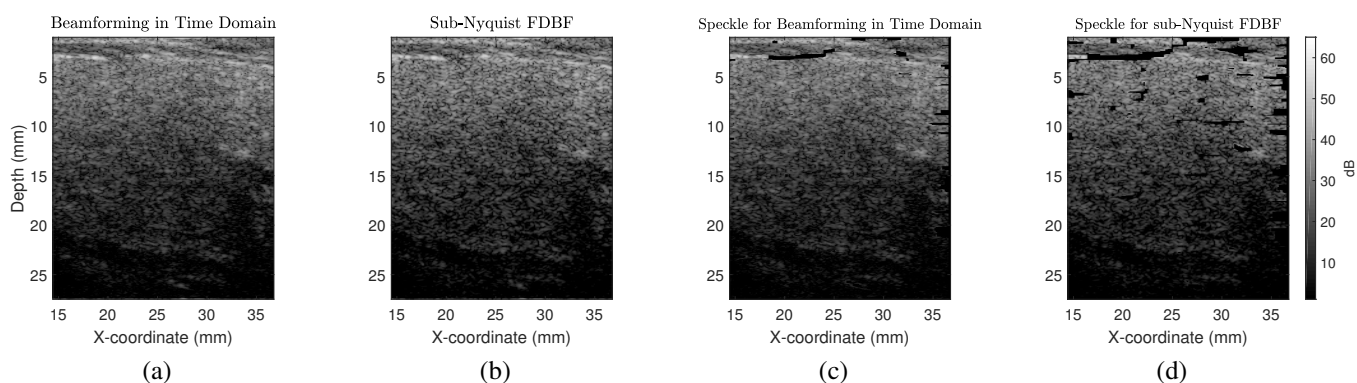 Beamforming in Time Domain
Sub-Nyquist FDBF
Speckle for Beamforming in Time Domain
Speckle for sub-Nyquist FDBF
Depth (mm)
5
10
15
20
25
15 20 25 30 35
X-coordinate (mm)
(a)
5
10
15
20
25
15 20 25 30 35
X-coordinate (mm)
(b)
5
10
15
20
25
15 20 25 30 35
X-coordinate (mm)
(c)
5
10
15
20
25
15 20 25 30 35
X-coordinate (mm)
(d)
60
50
40
30
20
10
dB